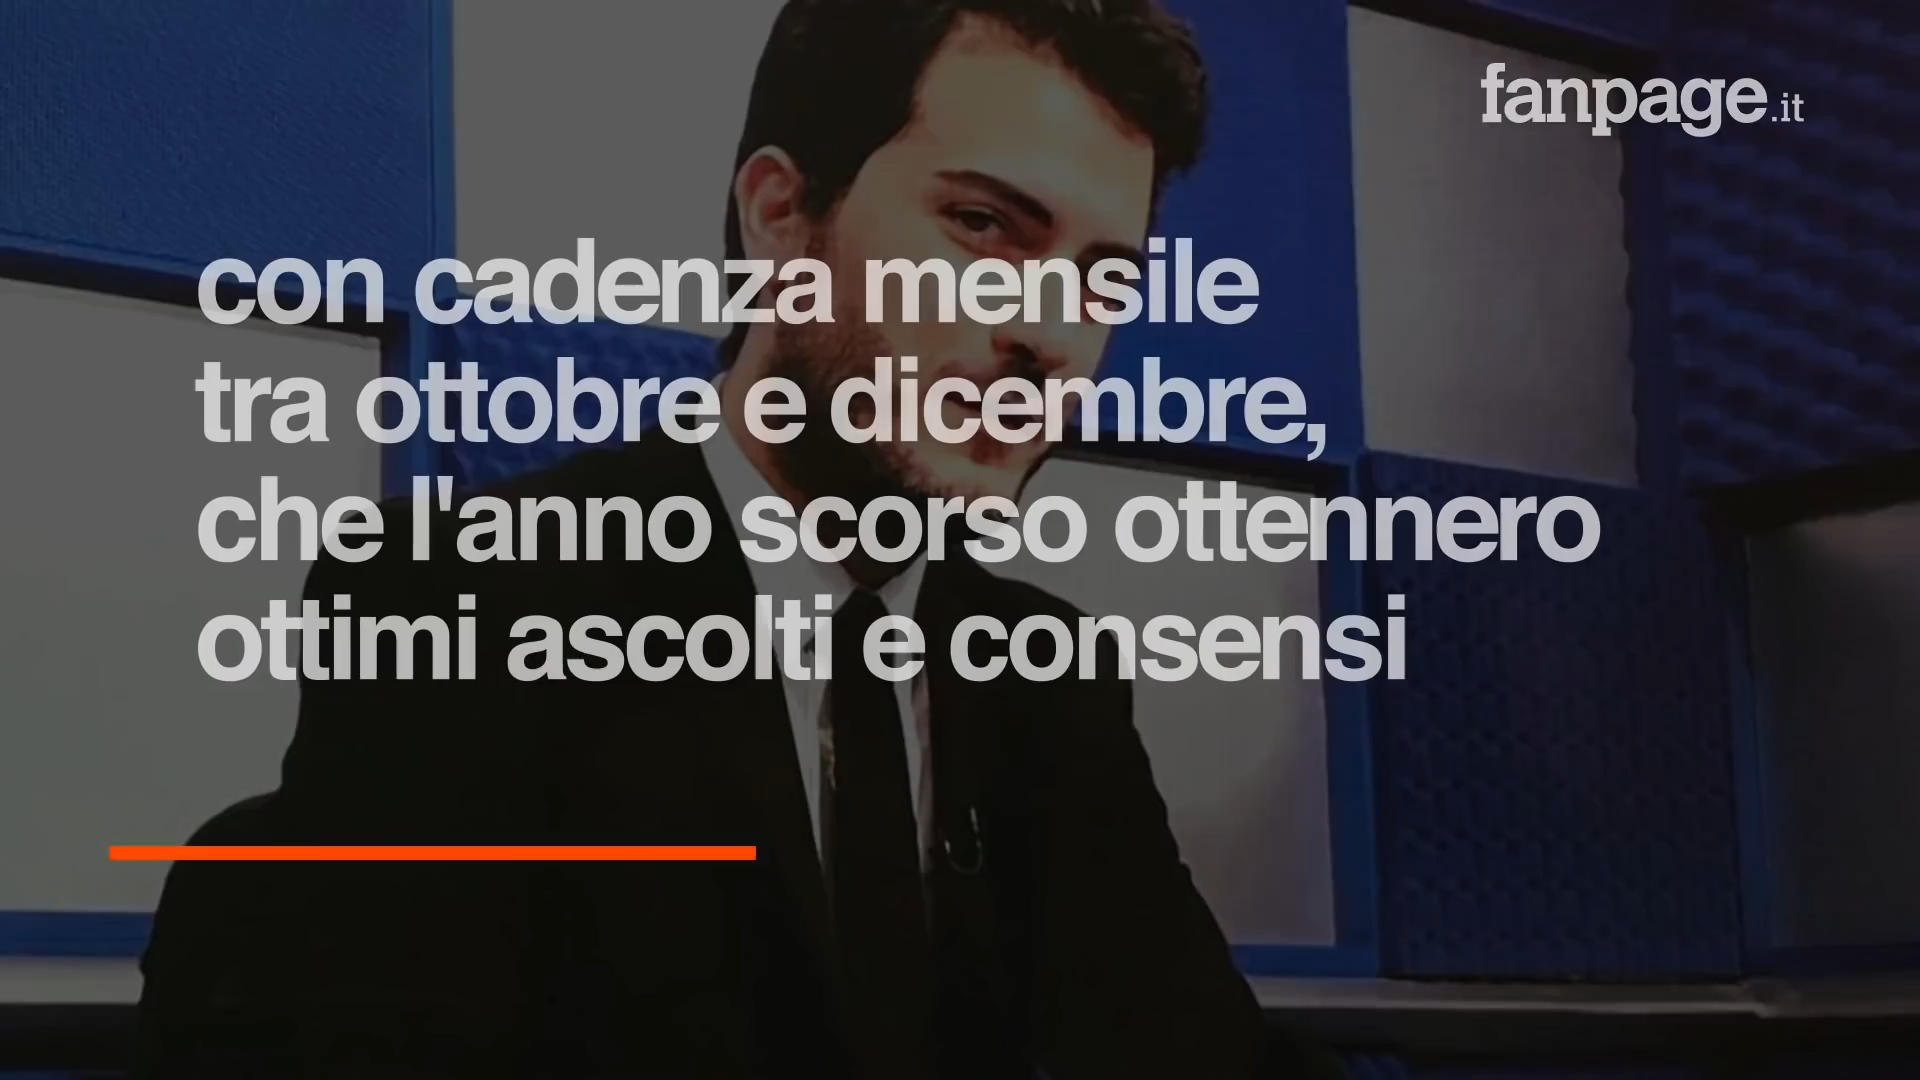 fanpage.it
con cadenza mensile
tra ottobre e dicembre,
che l'anno scorso ottennero
ottimi ascolti e consensi